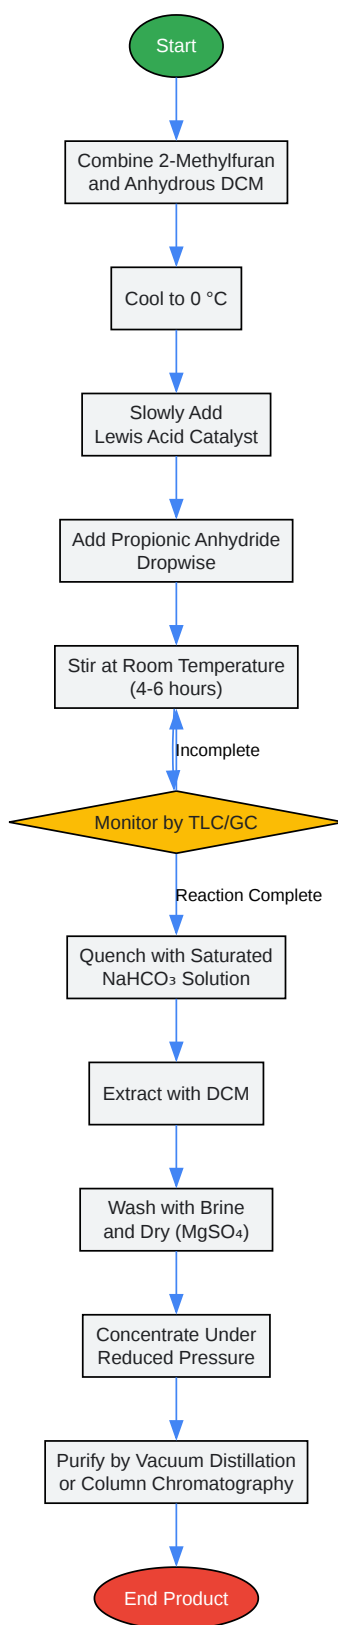 Start
Combine 2-Methylfuran
and Anhydrous DCM
Cool to 0 °C
Slowly Add
Lewis Acid Catalyst
Add Propionic Anhydride
Dropwise
Stir at Room Temperature
(4-6 hours)
Incomplete
Monitor by TLC/GC
Reaction Complete
Quench with Saturated
NaHCO₃ Solution
Extract with DCM
Wash with Brine
and Dry (MgSO₄)
Concentrate Under
Reduced Pressure
Purify by Vacuum Distillation
or Column Chromatography
End Product